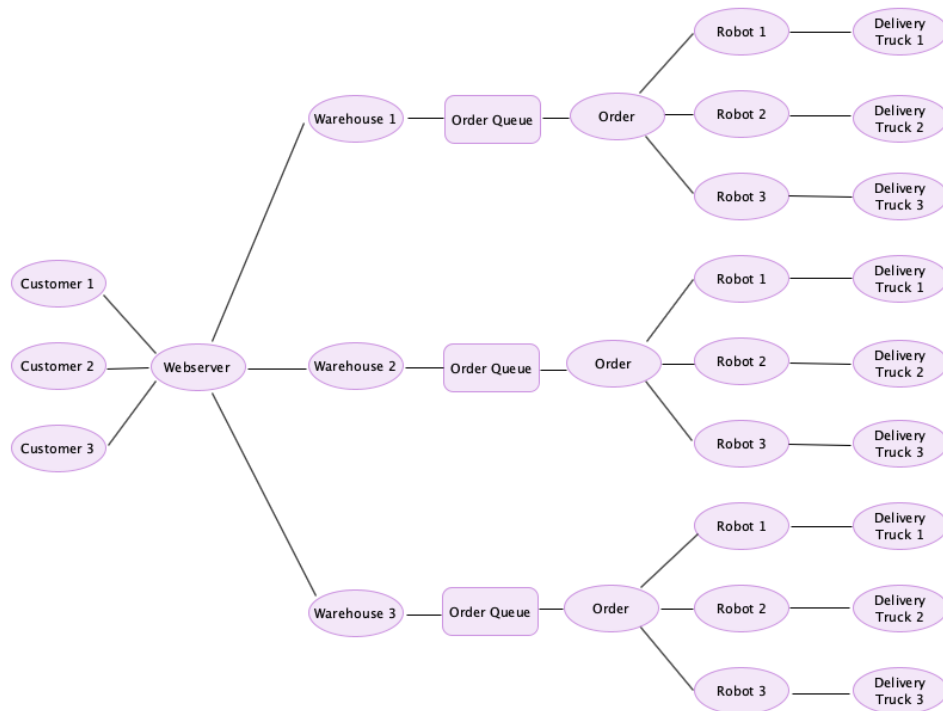 Robot 1
Delivery
Truck 1
Warehouse 1
Order Queue
Order
Robot 2
Delivery
Truck 2
Robot 3
Delivery
Truck 3
Customer 1
Customer 2
Customer 3
Webserver
Warehouse 2
Order Queue
Order
Robot 1
Delivery
Truck 1
Robot 2
Delivery
Truck 2
Robot 3
Delivery
Truck 3
Warehouse 3
Order Queue
Order
Robot 1
Delivery
Truck 1
Robot 2
Delivery
Truck 2
Robot 3
Delivery
Truck 3